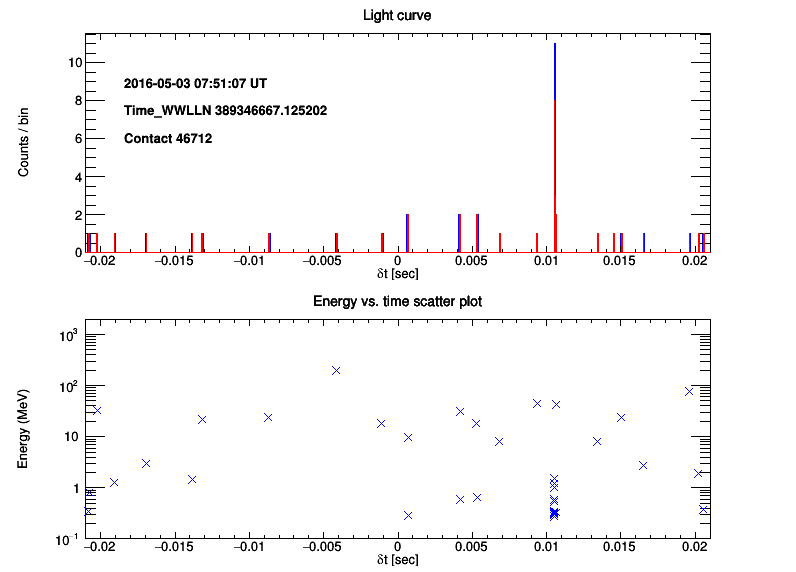 Light curve
Counts / bin
10
8
6
4
2
0
2016-05-03 07:51:07 UT
Time_WWLLN 389346667.125202
Contact 46712
−0.02 −0.015 −0.01 −0.005 0 0.005 0.01 0.015 0.02
δt [sec]
Energy vs. time scatter plot
Energy (MeV)
10³
10²
10
1
10⁻¹
−0.02 −0.015 −0.01 −0.005 0 0.005 0.01 0.015 0.02
δt [sec]